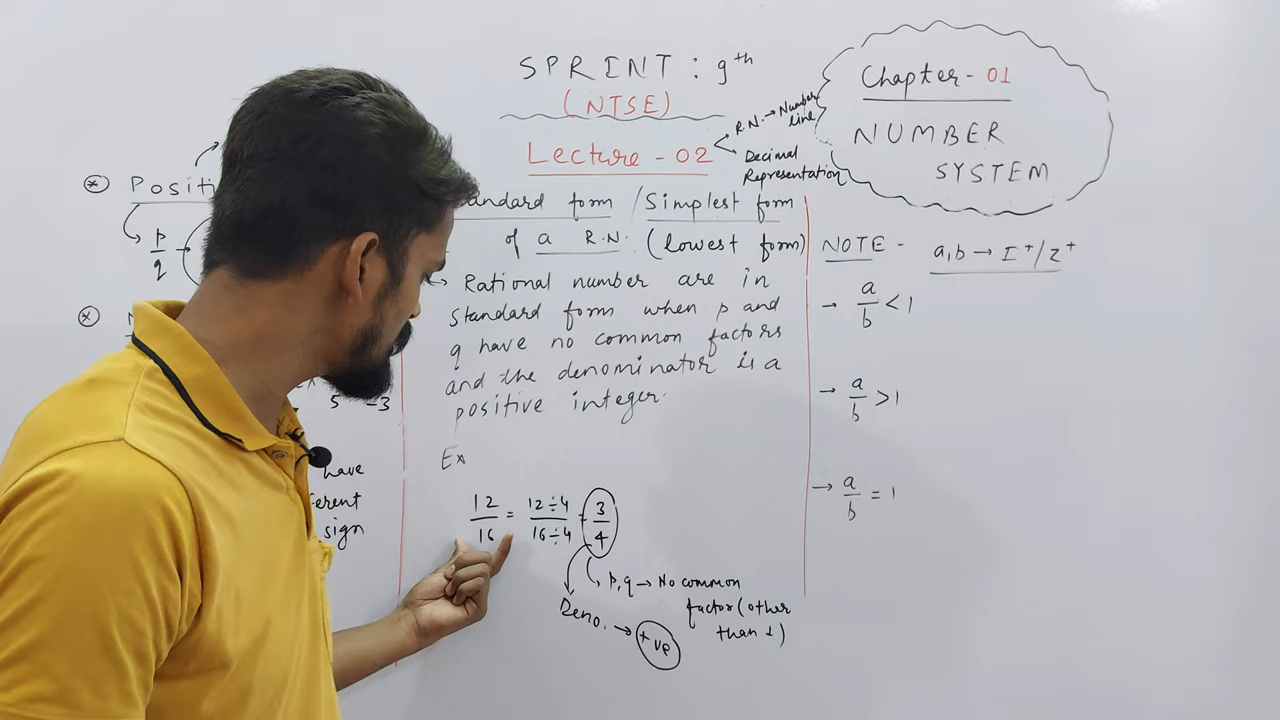 SPRINT : 9th
(NTSE)
Lecture - 02
R.N. → Number line
Decimal Representation
Chapter - 01
NUMBER
SYSTEM
* Positi
p/q
*
5 -3
have
erent
sign
andard form / Simplest form
of a R.N. (lowest form)
→ Rational number are in
standard form when p and
q have no common factors
and the denominator is a
positive integer.
Ex
12/16 = 12÷4/16÷4 = 3/4
p,q → No common
factor (other
than 1)
Deno. → +ve
NOTE - a,b → I⁺/Z⁺
→ a/b < 1
→ a/b > 1
→ a/b = 1